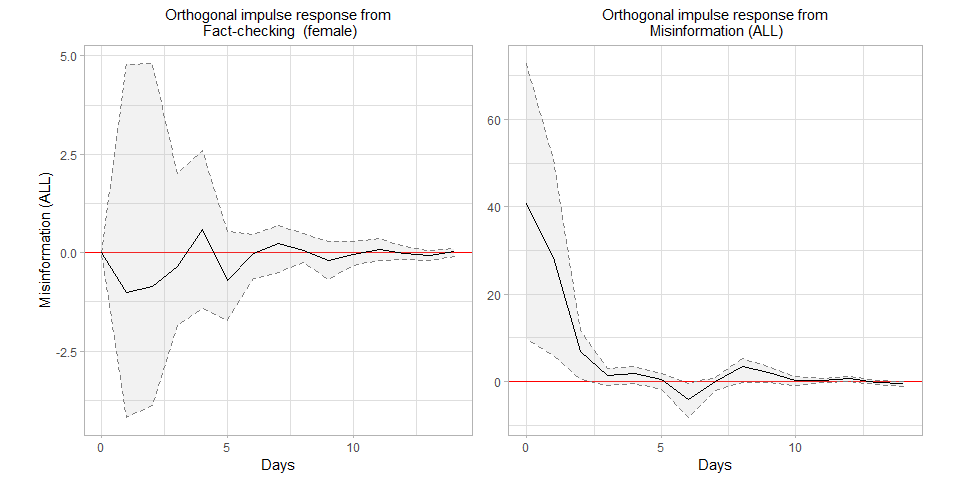 Orthogonal impulse response from
Fact-checking (female)
Orthogonal impulse response from
Misinformation (ALL)
Misinformation (ALL)
5.0
2.5
0.0
-2.5
0
5
10
Days
60
40
20
0
0
5
10
Days